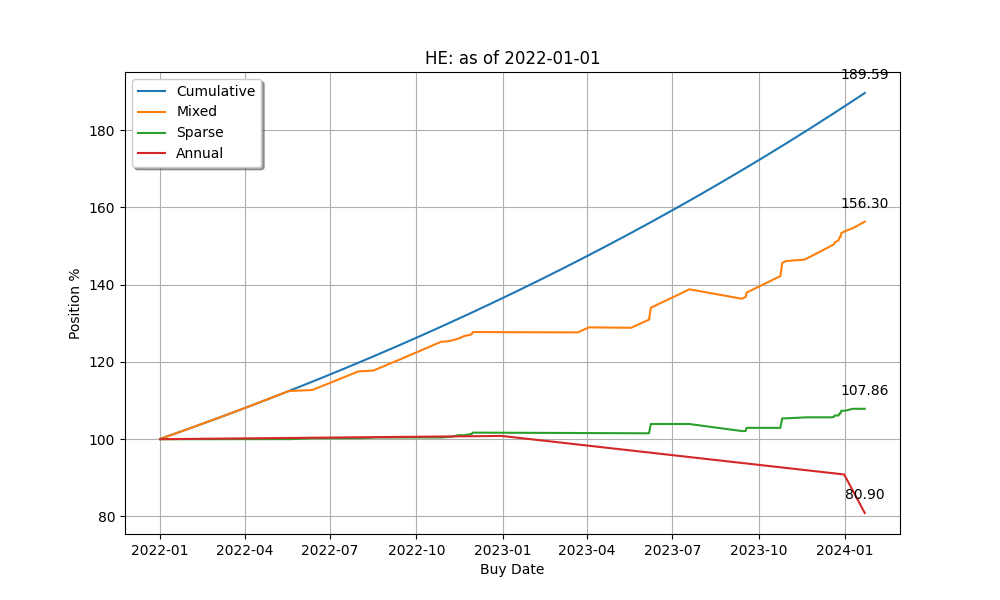 HE: as of 2022-01-01
189.59
Cumulative
Mixed
Sparse
Annual
180
160
156.30
140
120
107.86
100
80.90
80
Position %
2022-01 2022-04 2022-07 2022-10 2023-01 2023-04 2023-07 2023-10 2024-01
Buy Date